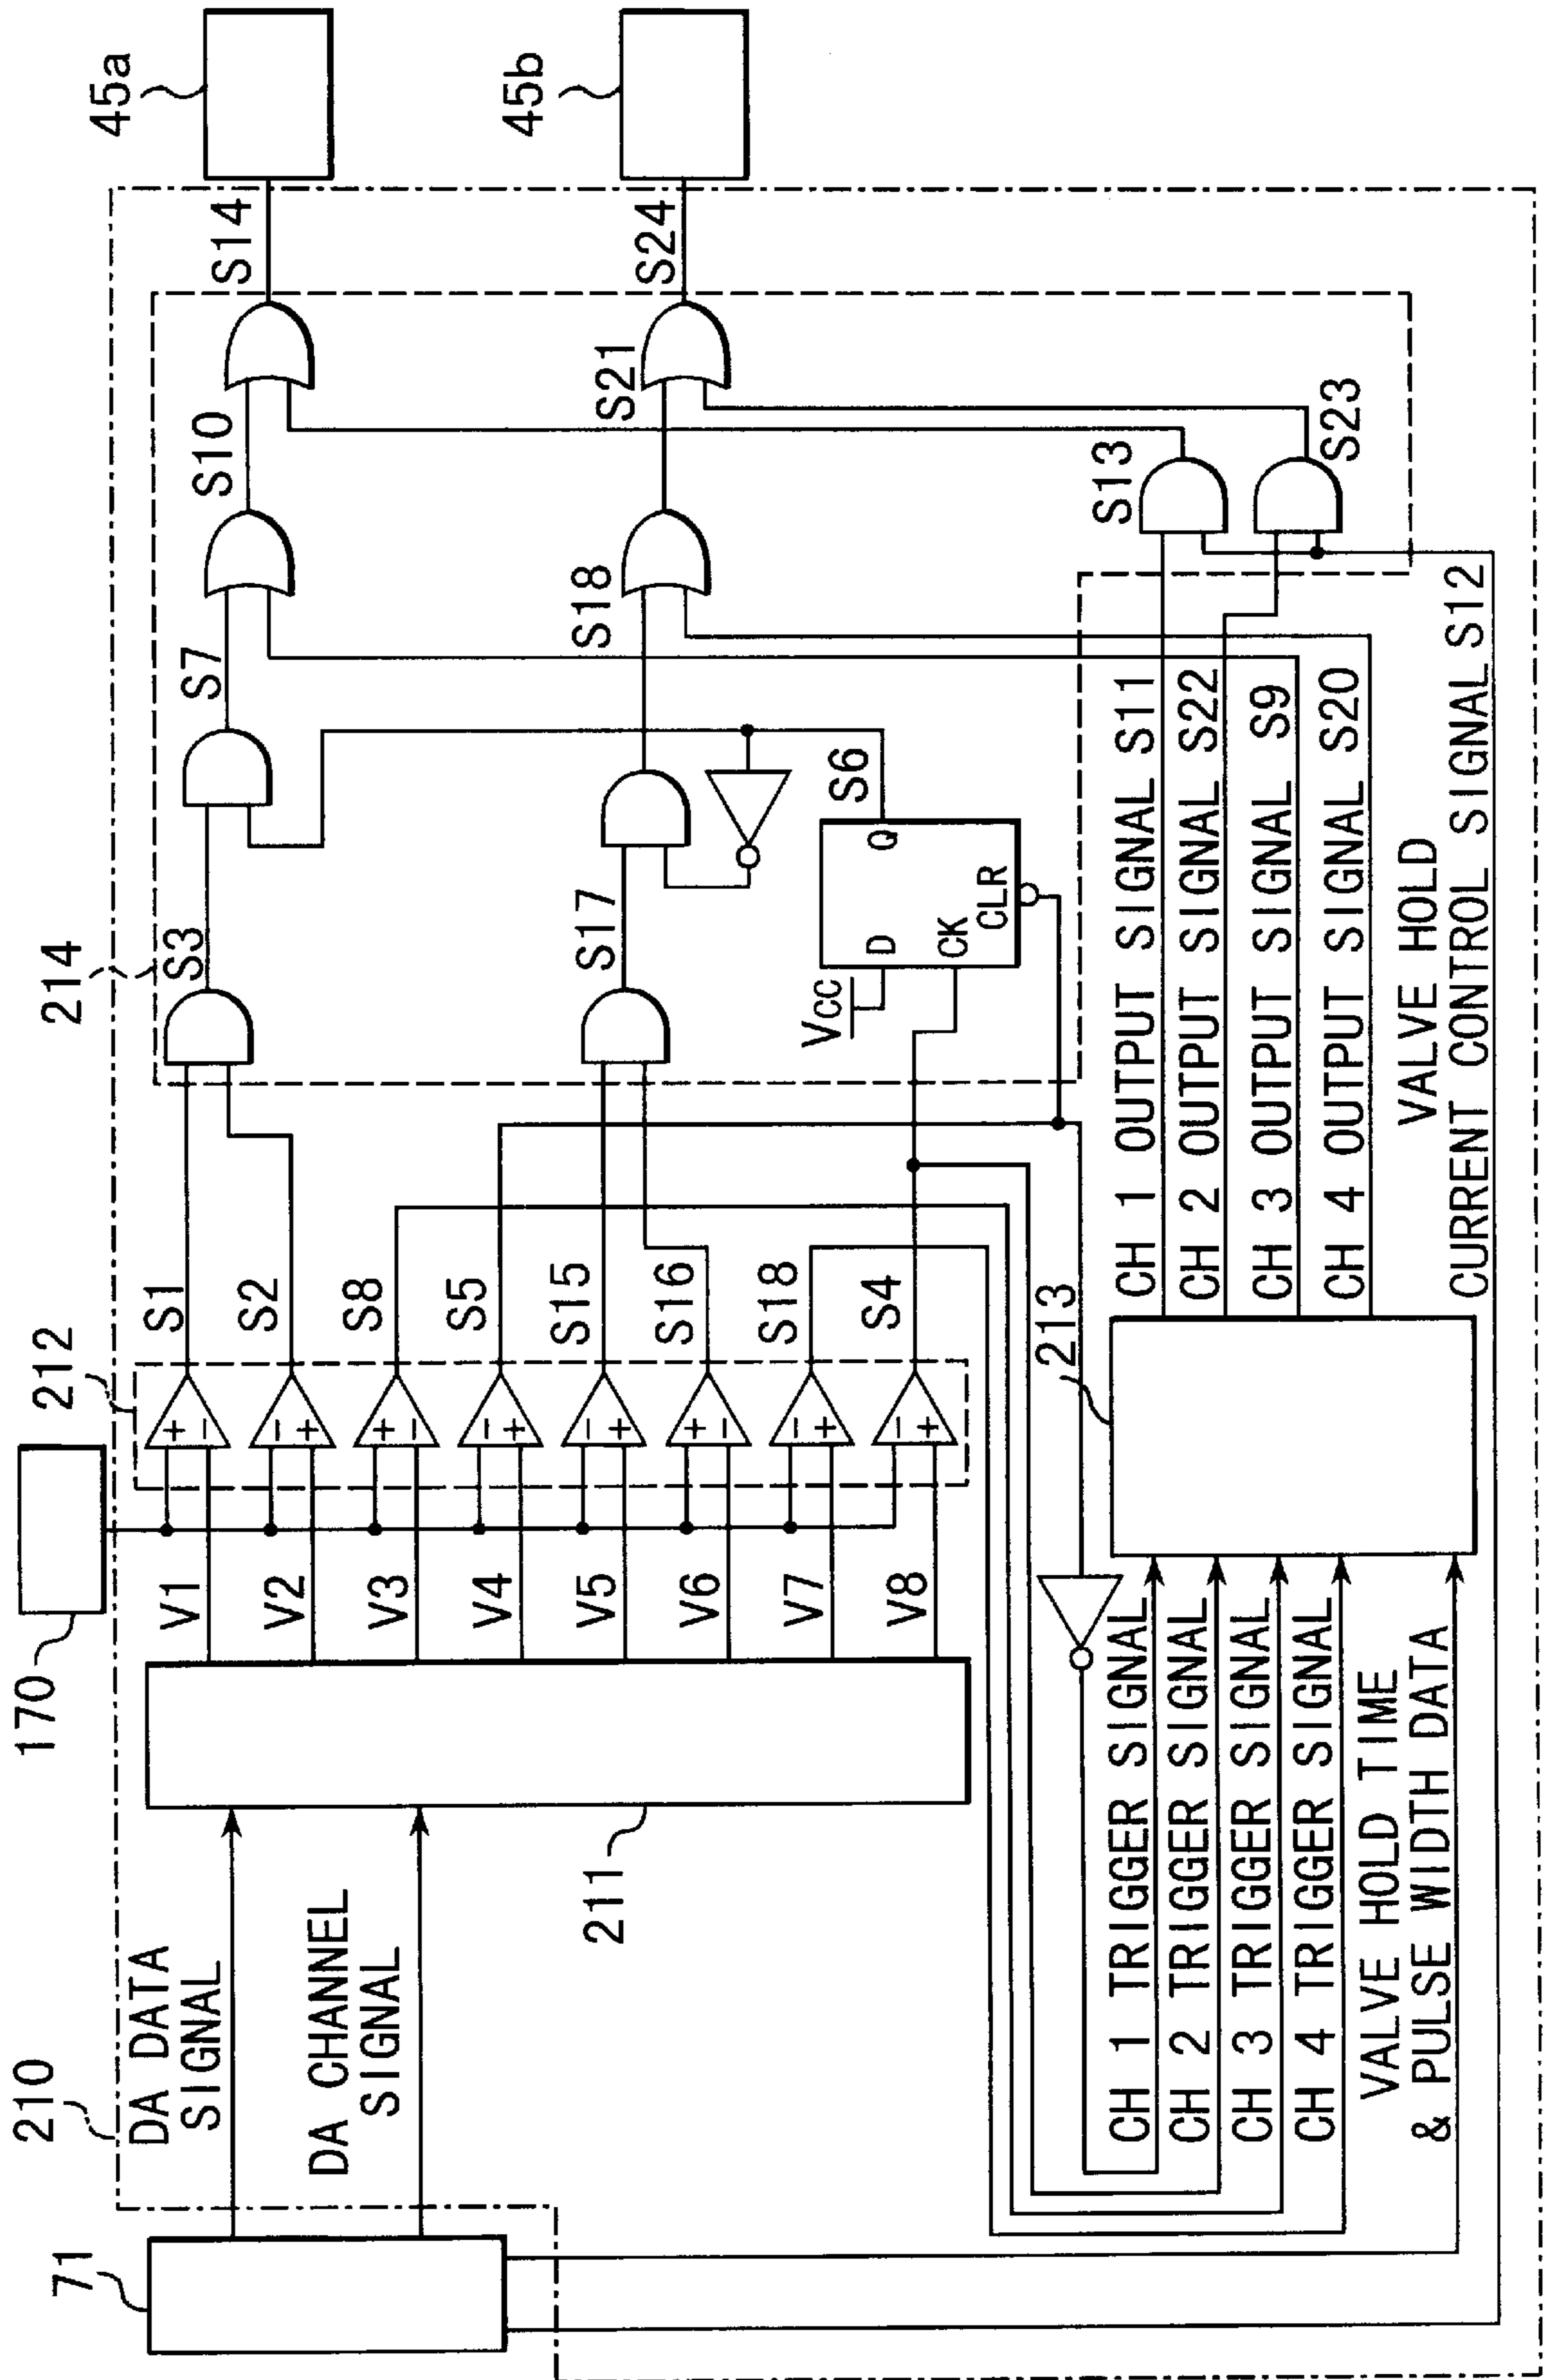 71
210
DA DATA
SIGNAL
DA CHANNEL
SIGNAL
170
211
V1
V2
V3
V4
V5
V6
V7
V8
212
+
−
−
+
+
−
−
+
−
+
+
−
−
+
−
+
S1
S2
S8
S5
S15
S16
S18
S4
214
S3
S7
S10
S14
45a
S17
S18
S21
S24
45b
VCC
D
CK
CLR
Q
S6
S13
S23
213
CH 1 TRIGGER SIGNAL
CH 2 TRIGGER SIGNAL
CH 3 TRIGGER SIGNAL
CH 4 TRIGGER SIGNAL
VALVE HOLD TIME
& PULSE WIDTH DATA
CH 1 OUTPUT SIGNAL S11
CH 2 OUTPUT SIGNAL S22
CH 3 OUTPUT SIGNAL S9
CH 4 OUTPUT SIGNAL S20
VALVE HOLD
CURRENT CONTROL SIGNAL S12